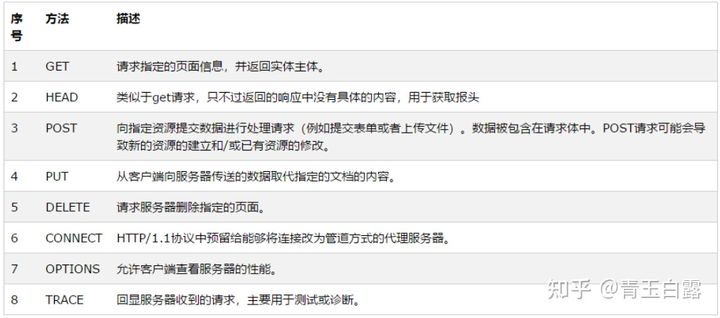 序号 方法 描述
1 GET 请求指定的页面信息，并返回实体主体。
2 HEAD 类似于get请求，只不过返回的响应中没有具体的内容，用于获取报头
3 POST 向指定资源提交数据进行处理请求（例如提交表单或者上传文件）。数据被包含在请求体中。POST请求可能会
导致新的资源的建立和/或已有资源的修改。
4 PUT 从客户端向服务器传送的数据取代指定的文档的内容。
5 DELETE 请求服务器删除指定的页面。
6 CONNECT HTTP/1.1协议中预留给能够将连接改为管道方式的代理服务器。
7 OPTIONS 允许客户端查看服务器的性能。
8 TRACE 回显服务器收到的请求，主要用于测试或诊断。
知乎 @青玉白露